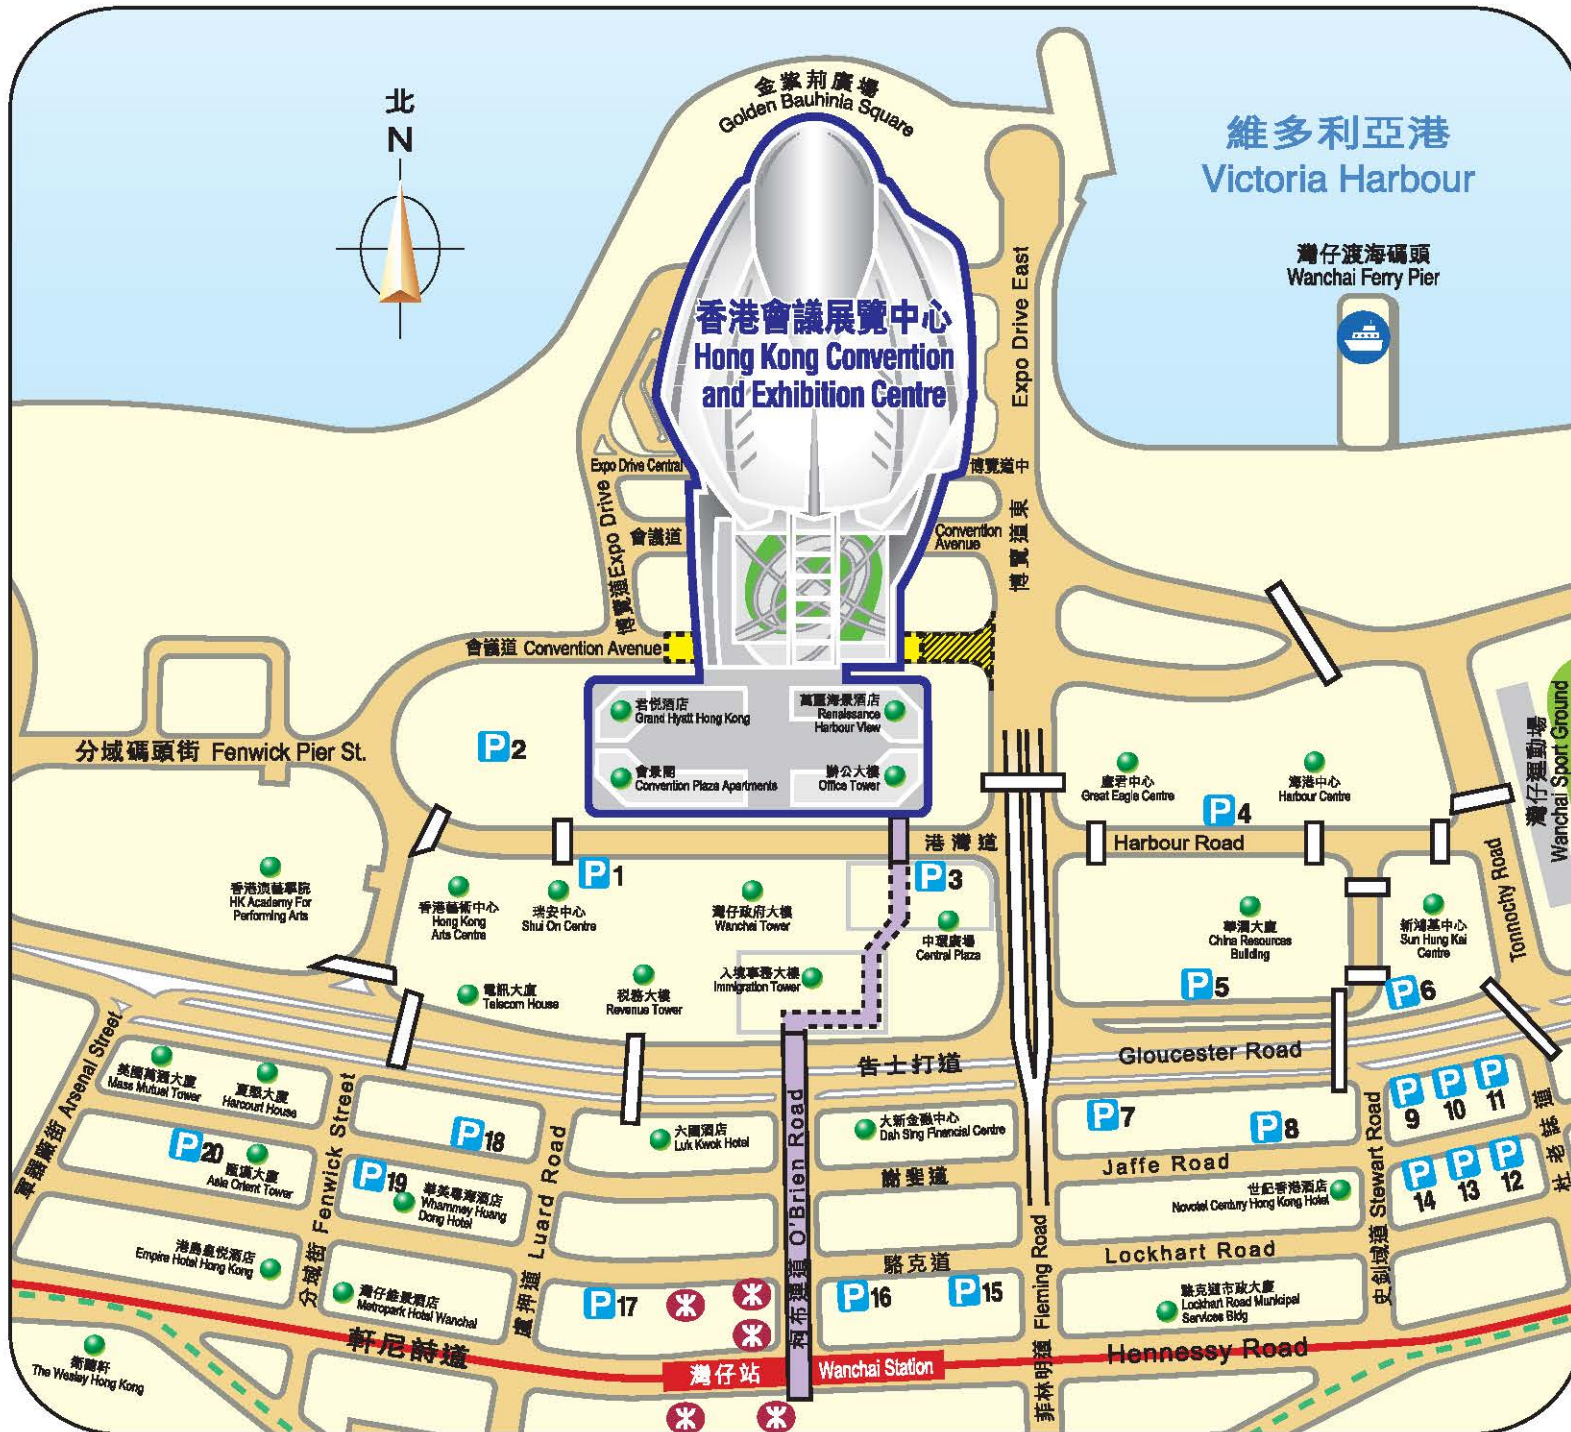 金紫荊廣場
Golden Bauhinia Square
北
N
維多利亞港
Victoria Harbour
灣仔渡海碼頭
Wanchai Ferry Pier
香港會議展覽中心
Hong Kong Convention
and Exhibition Centre
Expo Drive East
博覽道東
Expo Drive Central
博覽道中
博覽道 Expo Drive
會議道
Convention
Avenue
會議道 Convention Avenue
君悅酒店
Grand Hyatt Hong Kong
萬麗海景酒店
Renaissance
Harbour View
會景閣
Convention Plaza Apartments
辦公大樓
Office Tower
分域碼頭街 Fenwick Pier St.
P2
鷹君中心
Great Eagle Centre
海港中心
Harbour Centre
P4
灣仔運動場
Wanchai Sport Ground
港灣道
Harbour Road
Tonnochy Road
香港演藝學院
HK Academy For
Performing Arts
香港藝術中心
Hong Kong
Arts Centre
P1
瑞安中心
Shui On Centre
灣仔政府大樓
Wanchai Tower
P3
中環廣場
Central Plaza
華潤大廈
China Resources
Building
新鴻基中心
Sun Hung Kai
Centre
電訊大廈
Telecom House
稅務大樓
Revenue Tower
入境事務大樓
Immigration Tower
P5
P6
告士打道
Gloucester Road
軍器廠街 Arsenal Street
美國萬通大廈
Mass Mutuel Tower
夏慤大廈
Harcourt House
分域街 Fenwick Street
P18
盧押道 Luard Road
六國酒店
Luk Kwok Hotel
柯布連道 O'Brien Road
大新金融中心
Dah Sing Financial Centre
P7
P8
史釗域道 Stewart Road
P9
P10
P11
杜老誌道
P20
龍滙大廈
Asia Orient Tower
P19
華美粵海酒店
Whammey Huang
Dong Hotel
謝斐道
Jaffe Road
世紀香港酒店
Novotel Century Hong Kong Hotel
P14
P13
P12
港島皇悅酒店
Empire Hotel Hong Kong
駱克道
Lockhart Road
灣仔維景酒店
Metropark Hotel Wanchai
P17
P16
P15
菲林明道 Fleming Road
駱克道市政大廈
Lockhart Road Municipal
Services Bldg
軒尼詩道
Hennessy Road
衛蘭軒
The Wesley Hong Kong
灣仔站
Wanchai Station